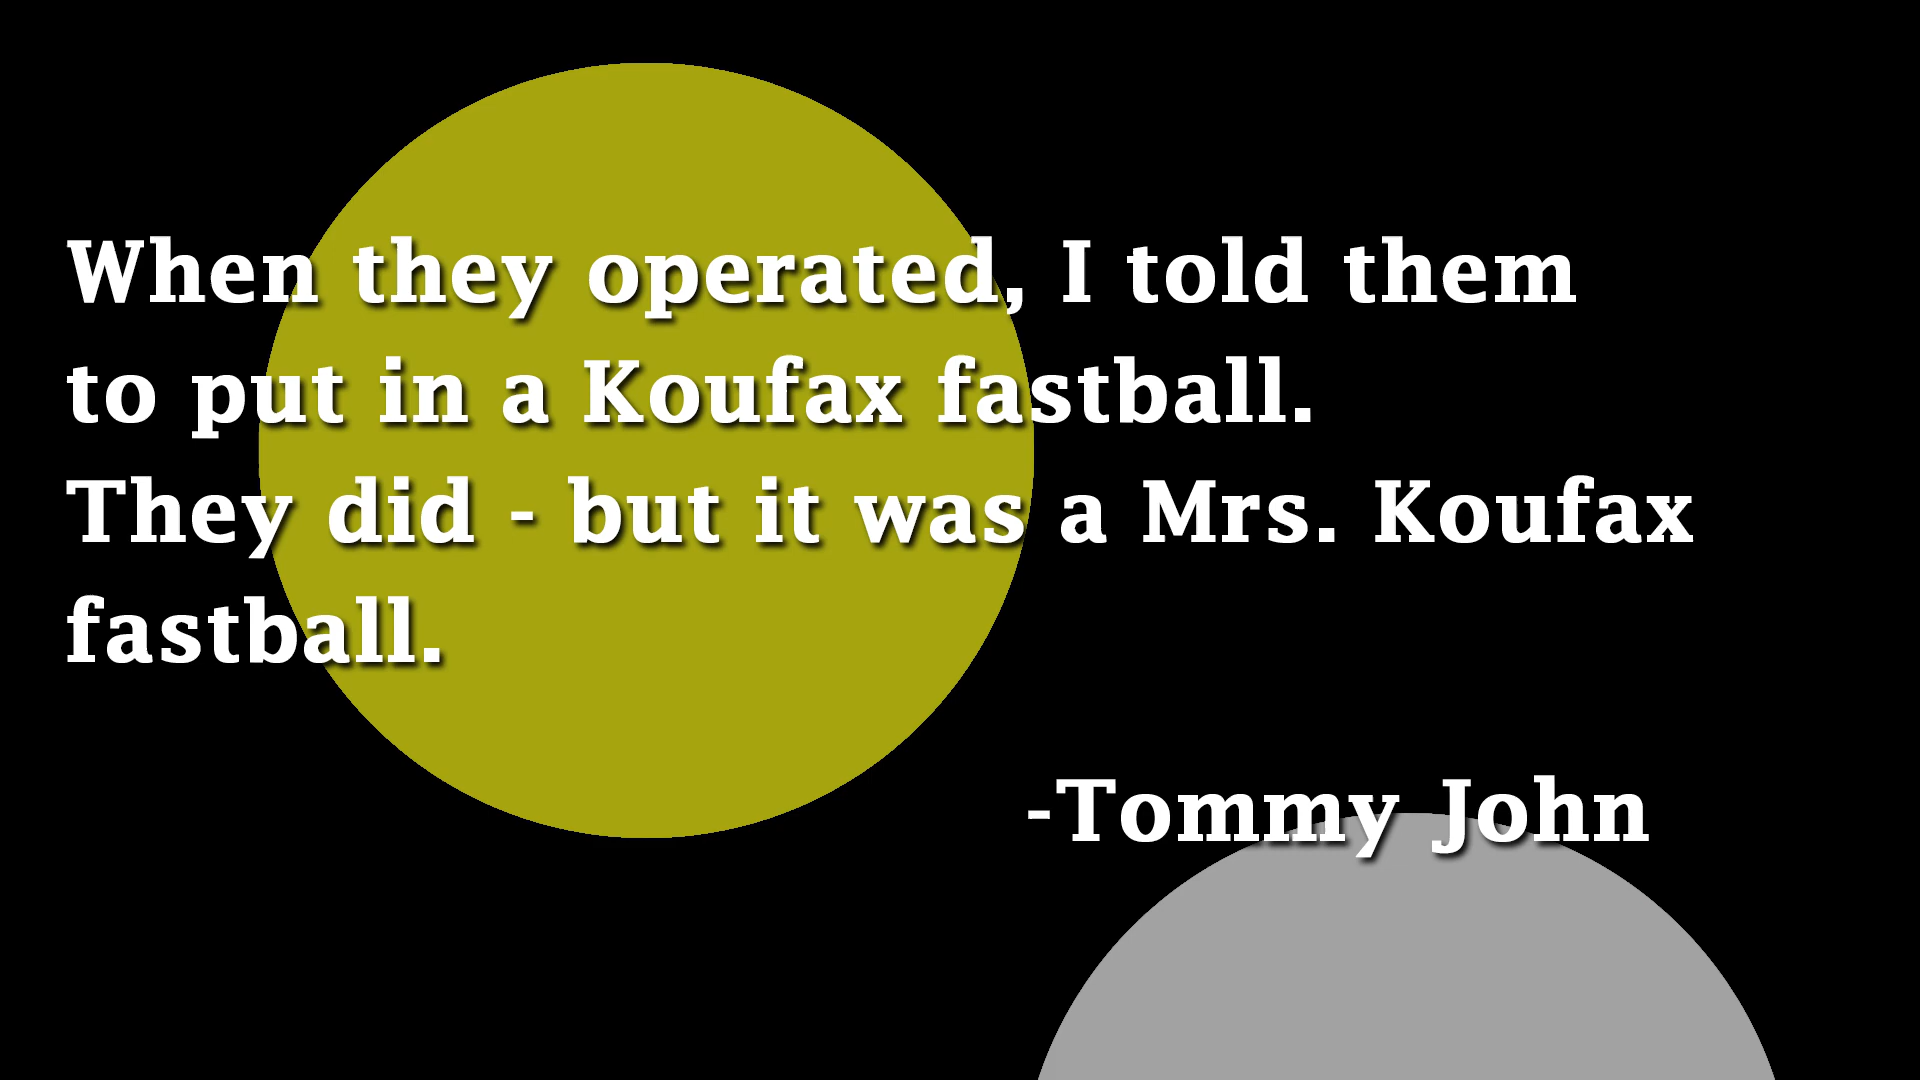 When they operated, I told them
to put in a Koufax fastball.
They did - but it was a Mrs. Koufax
fastball.
-Tommy John